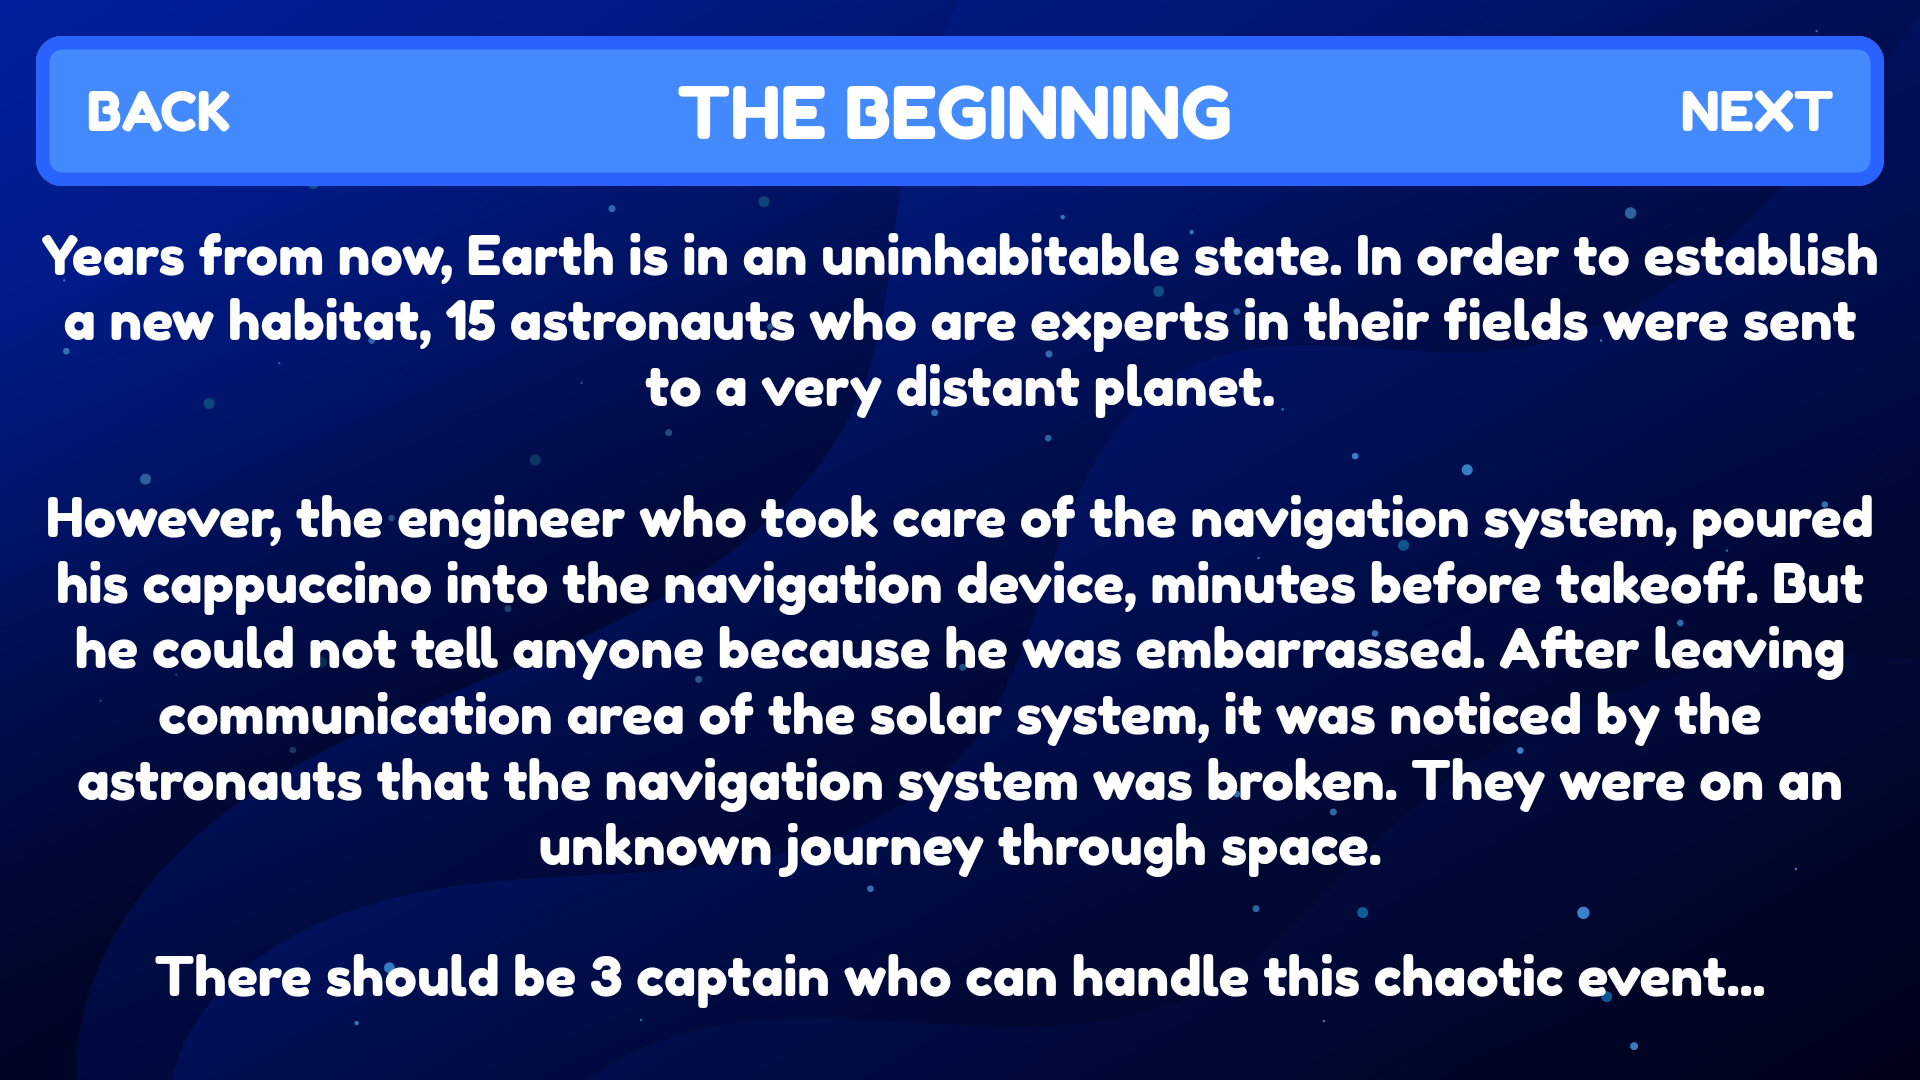 BACK
THE BEGINNING
NEXT
Years from now, Earth is in an uninhabitable state. In order to establish
a new habitat, 15 astronauts who are experts in their fields were sent
to a very distant planet.
However, the engineer who took care of the navigation system, poured
his cappuccino into the navigation device, minutes before takeoff. But
he could not tell anyone because he was embarrassed. After leaving
communication area of the solar system, it was noticed by the
astronauts that the navigation system was broken. They were on an
unknown journey through space.
There should be 3 captain who can handle this chaotic event...